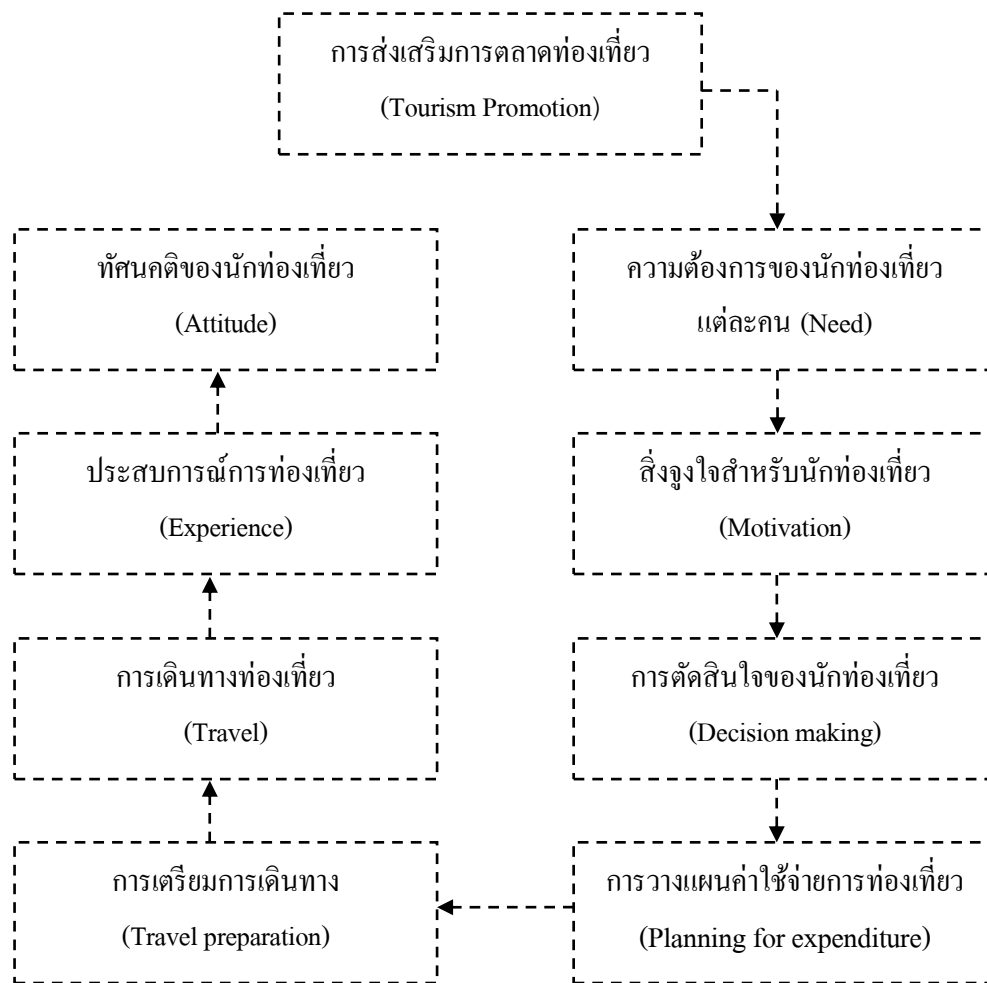 การส่งเสริมการตลาดท่องเที่ยว
(Tourism Promotion)
ความต้องการของนักท่องเที่ยว
แต่ละคน (Need)
สิ่งจูงใจสำหรับนักท่องเที่ยว
(Motivation)
การตัดสินใจของนักท่องเที่ยว
(Decision making)
การวางแผนค่าใช้จ่ายการท่องเที่ยว
(Planning for expenditure)
การเตรียมการเดินทาง
(Travel preparation)
การเดินทางท่องเที่ยว
(Travel)
ประสบการณ์การท่องเที่ยว
(Experience)
ทัศนคติของนักท่องเที่ยว
(Attitude)